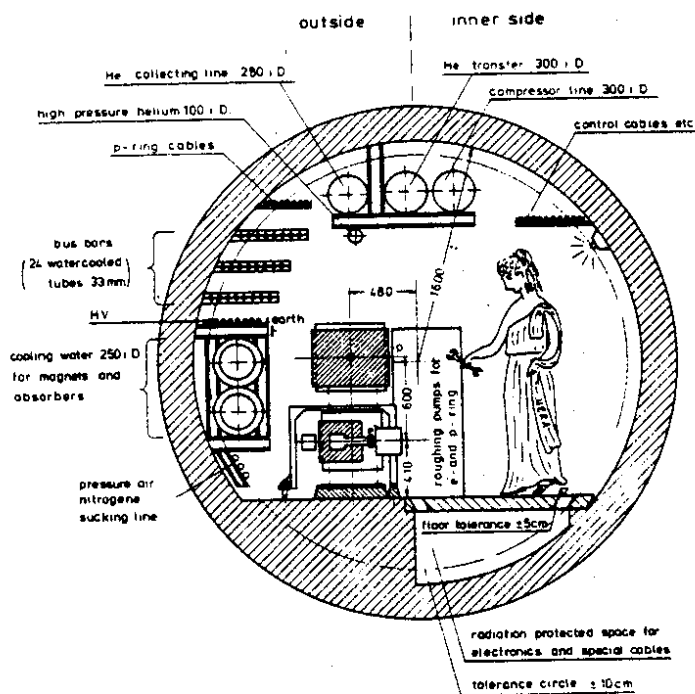 outside
inner side
He collecting line 280 i D
He transfer 300 i D
compressor line 300 i D
high pressure helium 100 i D.
control cables etc
p-ring cables
bus bars
(24 watercooled
tubes 33mm)
480
1600
HV
earth
cooling water 250 i D
for magnets and
absorbers
600
410
roughing pumps for
e- and p- ring
HERA
pressure air
nitrogene
sucking line
floor tolerance ±5cm
radiation protected space for
electronics and special cables
tolerance circle ± 10cm